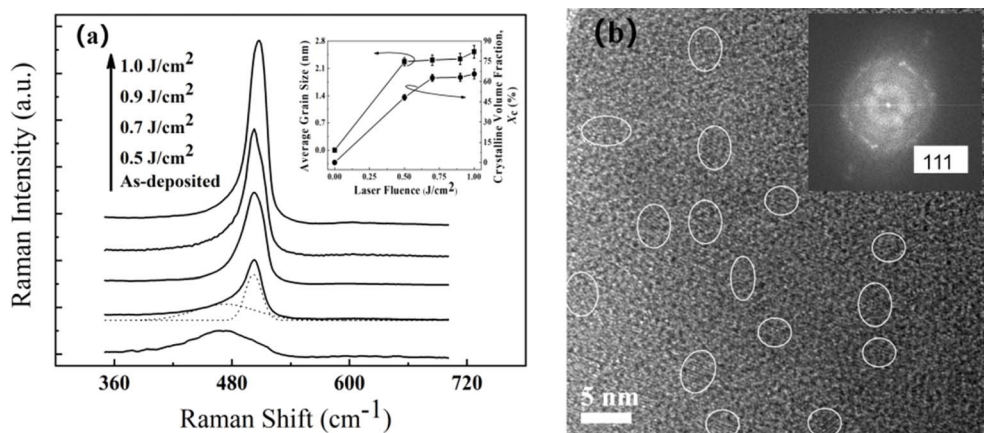 (a)
1.0 J/cm²
0.9 J/cm²
0.7 J/cm²
0.5 J/cm²
As-deposited
Raman Intensity (a.u.)
360 480 600 720
Raman Shift (cm⁻¹)
Average Grain Size (nm)
2.8
2.1
1.4
0.7
0.0
Crystalline Volume Fraction,
X_c (%)
90
75
60
45
30
15
0
0.00 0.25 0.50 0.75 1.00
Laser Fluence (J/cm²)
(b)
111
5 nm